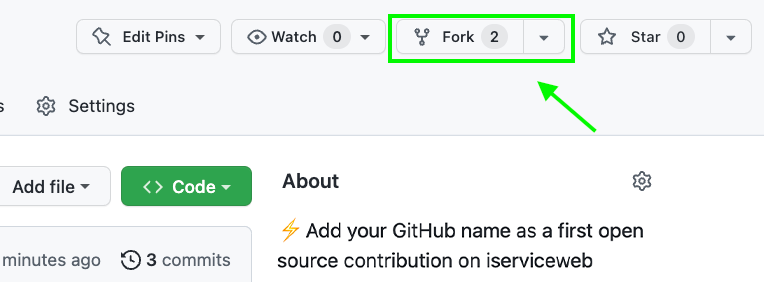 Edit Pins Watch 0 Fork 2 Star 0
Settings
Add file Code About
⚡ Add your GitHub name as a first open
source contribution on iserviceweb
minutes ago 3 commits